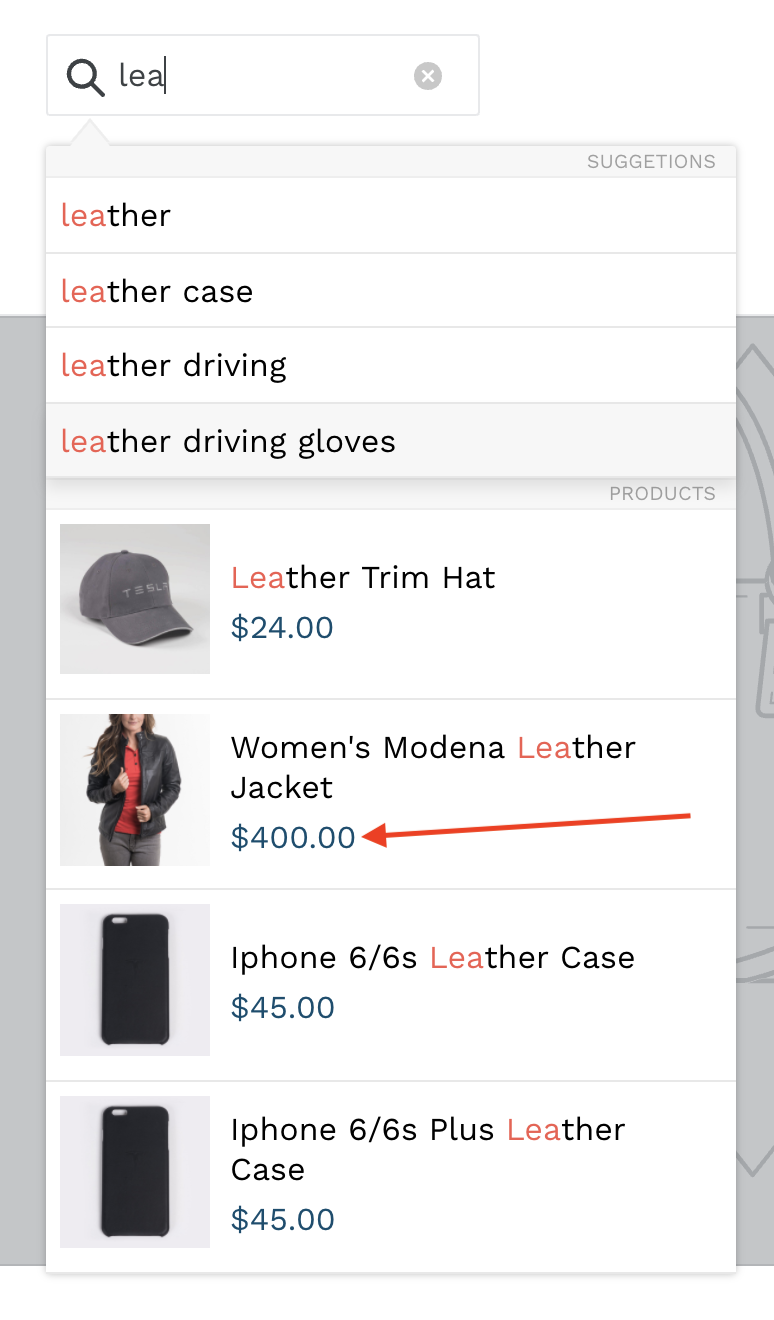 lea
SUGGETIONS
leather
leather case
leather driving
leather driving gloves
PRODUCTS
Leather Trim Hat
$24.00
Women's Modena Leather
Jacket
$400.00
Iphone 6/6s Leather Case
$45.00
Iphone 6/6s Plus Leather
Case
$45.00